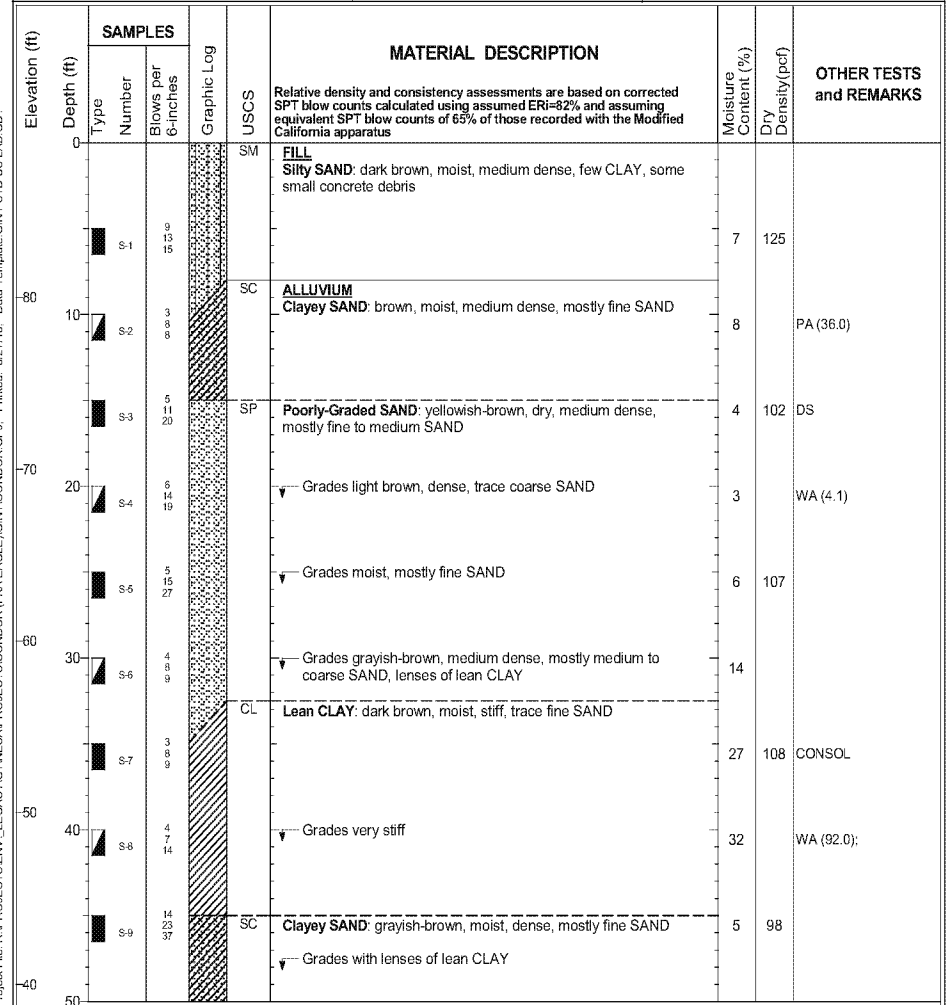 Elevation (ft)
Depth (ft)
SAMPLES
Type
Number
Blows per
6-inches
Graphic Log
USCS
MATERIAL DESCRIPTION
Relative density and consistency assessments are based on corrected
SPT blow counts calculated using assumed ERi=82% and assuming
equivalent SPT blow counts of 65% of those recorded with the Modified
California apparatus
Moisture
Content (%)
Dry
Density(pcf)
OTHER TESTS
and REMARKS
0
SM
FILL
Silty SAND: dark brown, moist, medium dense, few CLAY, some
small concrete debris
S-1
9
13
15
7
125
80
SC
ALLUVIUM
Clayey SAND: brown, moist, medium dense, mostly fine SAND
10
S-2
3
8
8
8
PA (36.0)
S-3
5
11
20
SP
Poorly-Graded SAND: yellowish-brown, dry, medium dense,
mostly fine to medium SAND
4
102
DS
70
20
S-4
6
14
19
Grades light brown, dense, trace coarse SAND
3
WA (4.1)
S-5
5
15
27
Grades moist, mostly fine SAND
6
107
60
30
S-6
4
8
9
Grades grayish-brown, medium dense, mostly medium to
coarse SAND, lenses of lean CLAY
14
CL
Lean CLAY: dark brown, moist, stiff, trace fine SAND
S-7
3
8
9
27
108
CONSOL
50
40
S-8
4
7
14
Grades very stiff
32
WA (92.0);
S-9
14
23
37
SC
Clayey SAND: grayish-brown, moist, dense, mostly fine SAND
5
98
Grades with lenses of lean CLAY
40
50